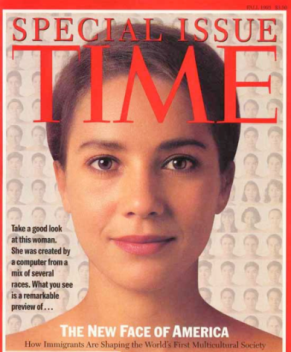 SPECIAL ISSUE
TIME
Take a good look
at this woman.
She was created by
a computer from a
mix of several
races. What you see
is a remarkable
preview of...
THE NEW FACE OF AMERICA
How Immigrants Are Shaping the World's First Multicultural Society